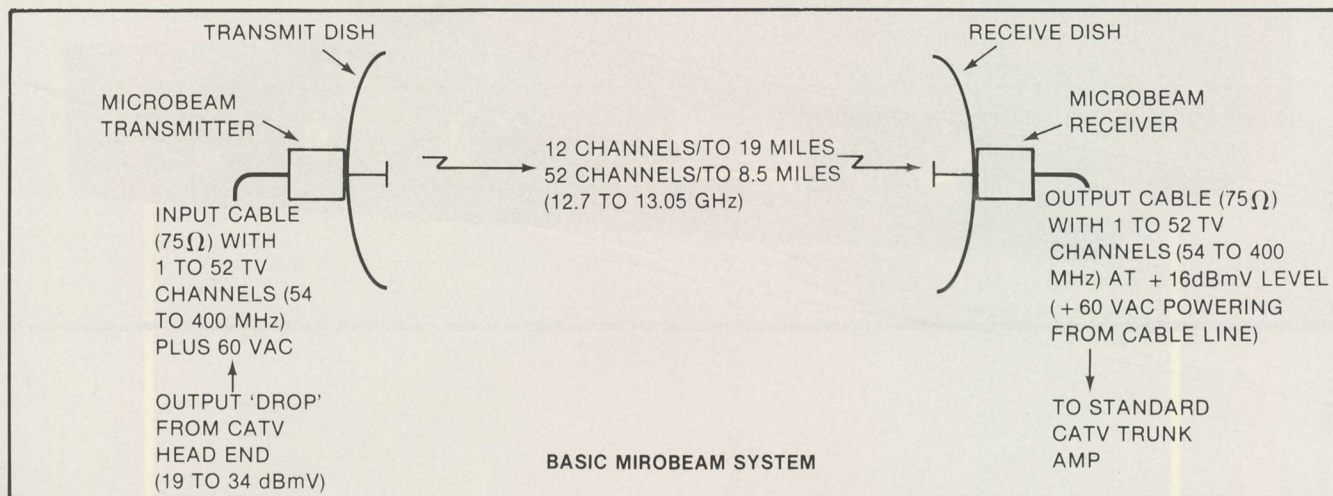 TRANSMIT DISH
MICROBEAM
TRANSMITTER
INPUT CABLE
(75Ω) WITH
1 TO 52 TV
CHANNELS (54
TO 400 MHz)
PLUS 60 VAC
OUTPUT 'DROP'
FROM CATV
HEAD END
(19 TO 34 dBmV)
12 CHANNELS/TO 19 MILES
52 CHANNELS/TO 8.5 MILES
(12.7 TO 13.05 GHz)
RECEIVE DISH
MICROBEAM
RECEIVER
OUTPUT CABLE (75Ω)
WITH 1 TO 52 TV
CHANNELS (54 TO 400
MHz) AT + 16dBmV LEVEL
( + 60 VAC POWERING
FROM CABLE LINE)
TO STANDARD
CATV TRUNK
AMP
BASIC MIROBEAM SYSTEM